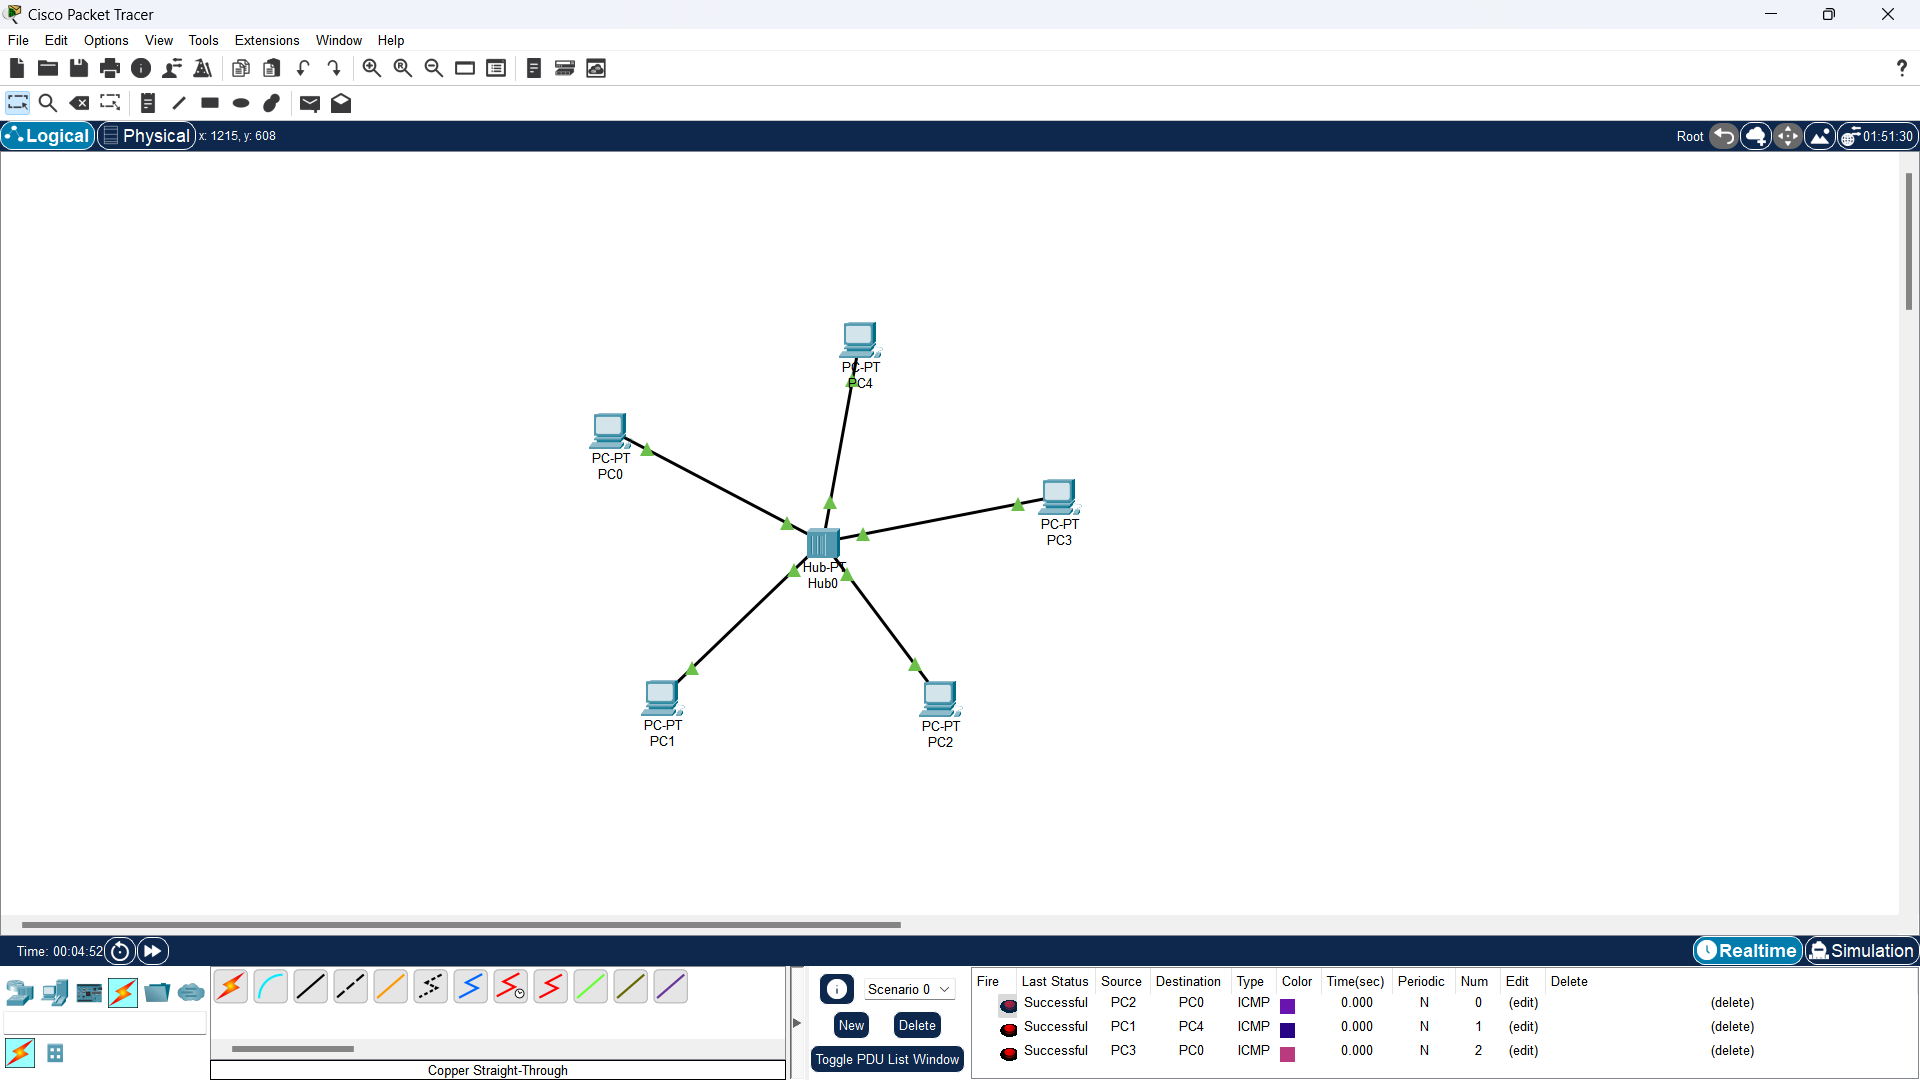 Cisco Packet Tracer
File Edit Options View Tools Extensions Window Help
Logical Physical x: 1215, y: 608 Root 01:51:30
PC-PT
PC4
PC-PT
PC0
PC-PT
PC3
Hub-PT
Hub0
PC-PT
PC1
PC-PT
PC2
Time: 00:04:52 Realtime Simulation
Scenario 0
New Delete
Toggle PDU List Window
Copper Straight-Through
Fire Last Status Source Destination Type Color Time(sec) Periodic Num Edit Delete
Successful PC2 PC0 ICMP 0.000 N 0 (edit) (delete)
Successful PC1 PC4 ICMP 0.000 N 1 (edit) (delete)
Successful PC3 PC0 ICMP 0.000 N 2 (edit) (delete)